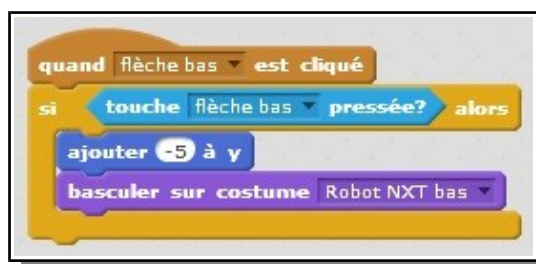 quand flèche bas est cliqué
si touche flèche bas pressée? alors
ajouter -5 à y
basculer sur costume Robot NXT bas